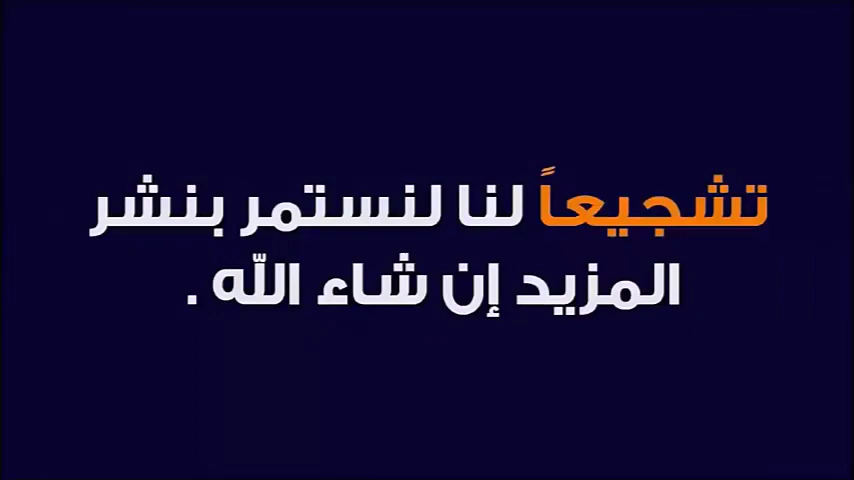 تشجيعاً لنا لنستمر بنشر
المزيد إن شاء الله .